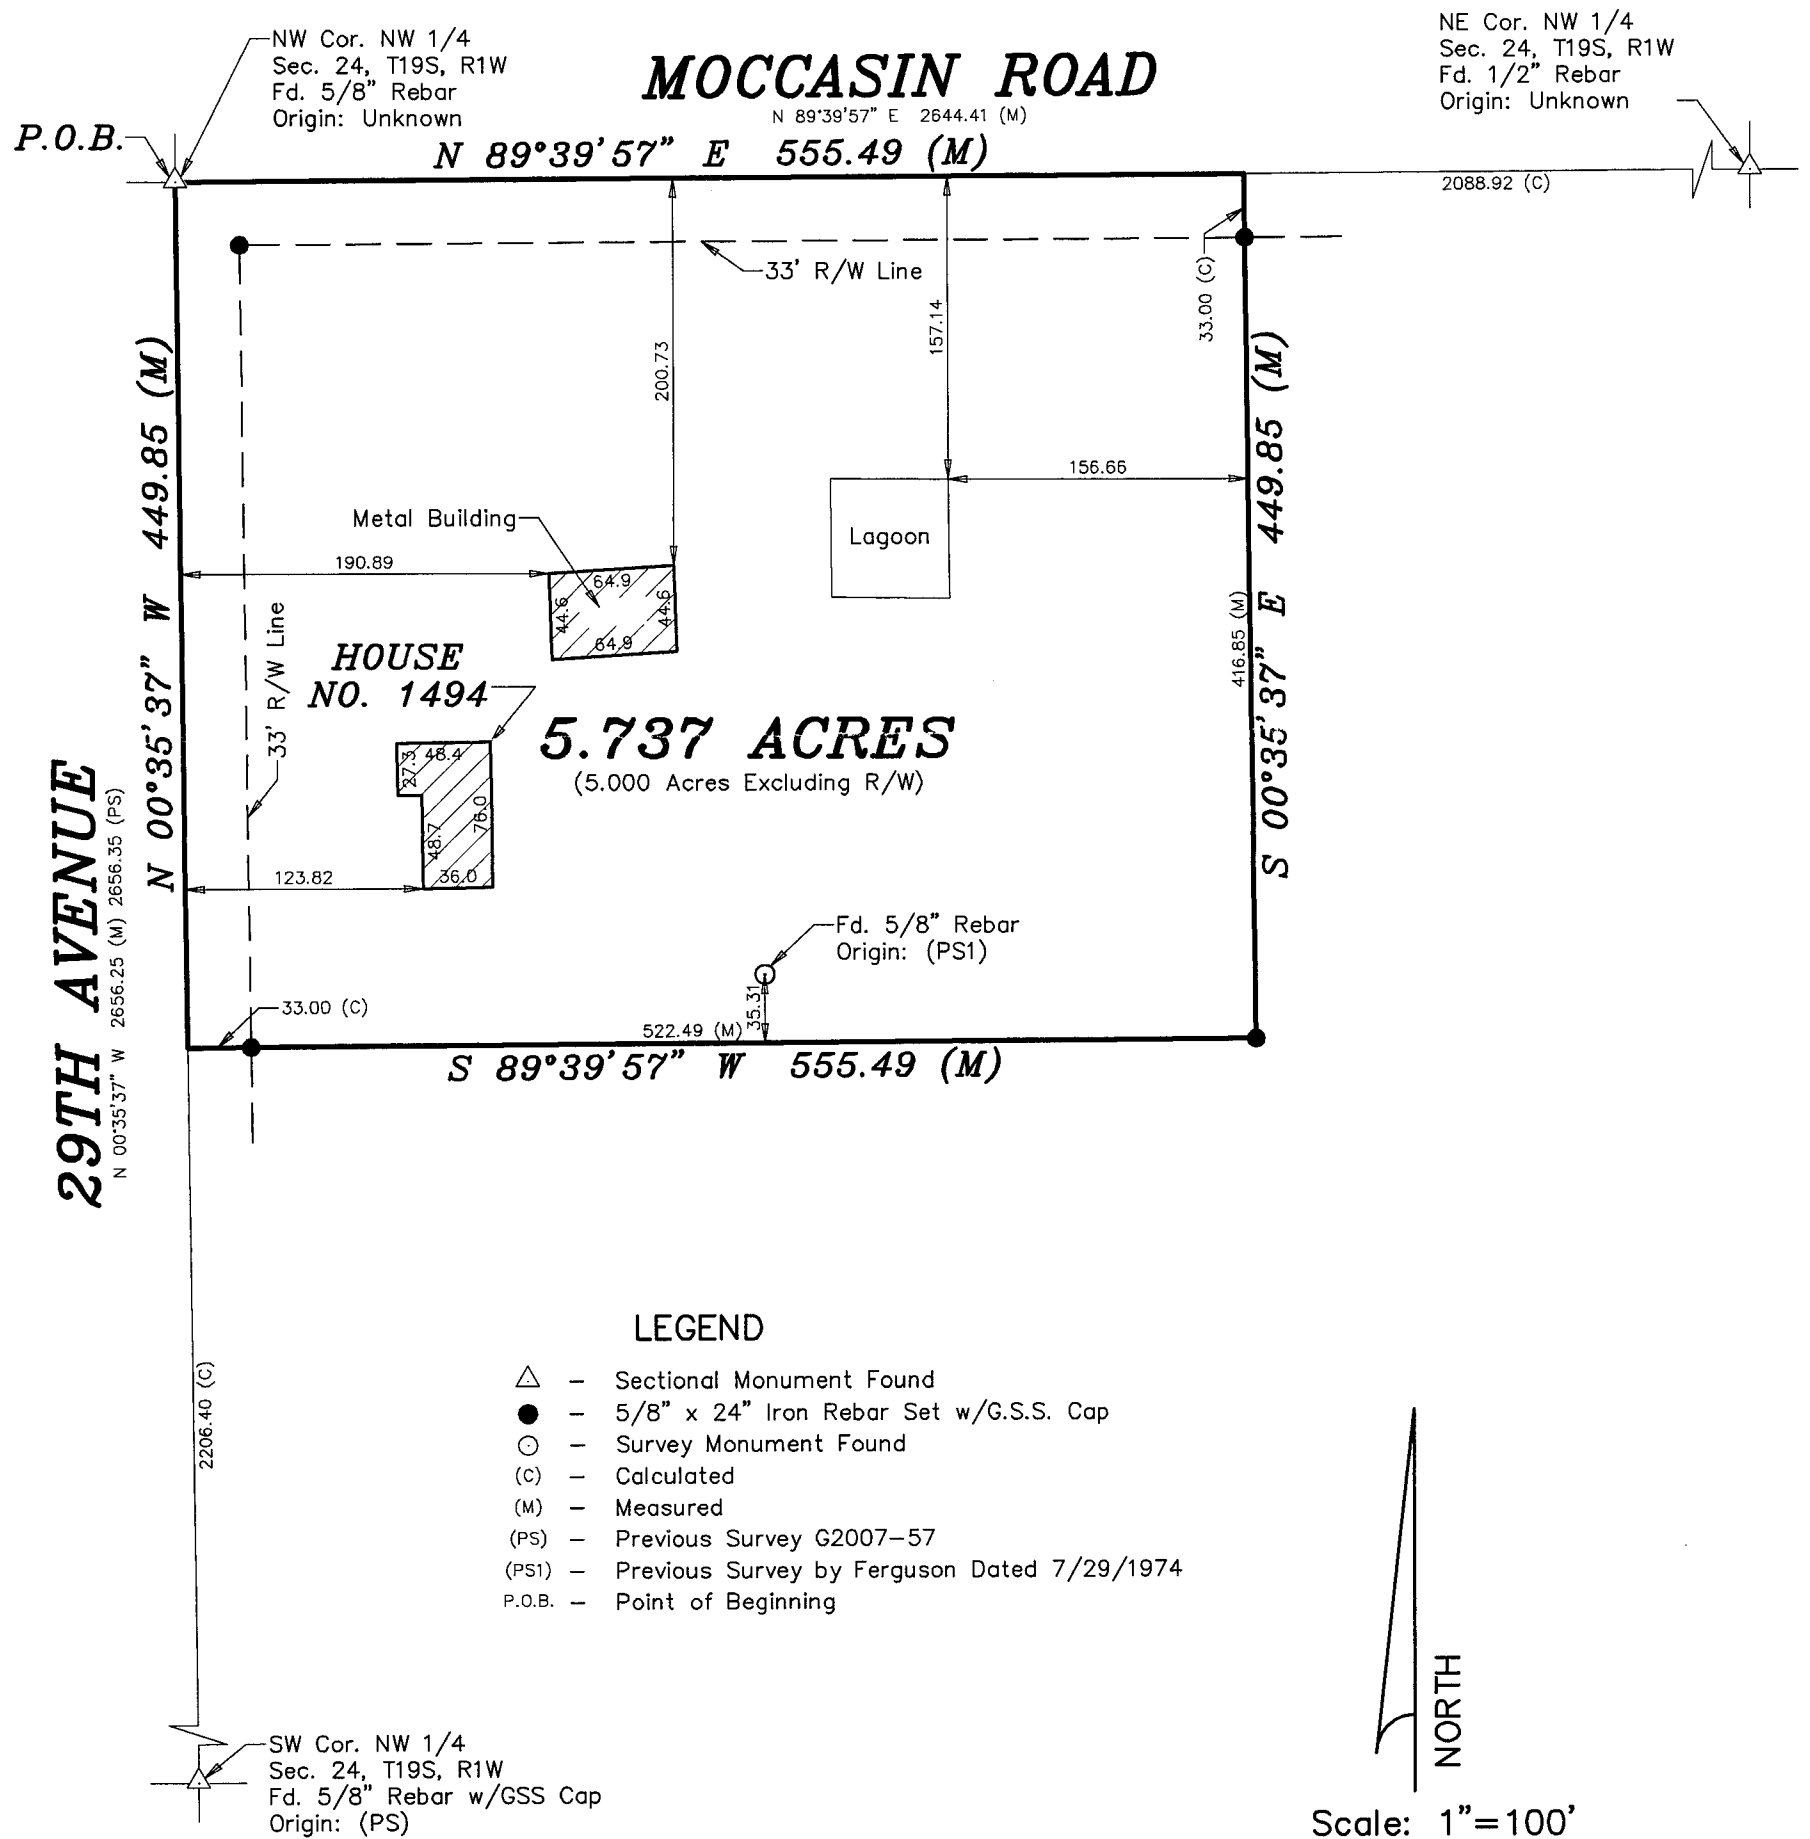 NW Cor. NW 1/4
Sec. 24, T19S, R1W
Fd. 5/8" Rebar
Origin: Unknown
P.O.B.
MOCCASIN ROAD
N 89°39'57" E 2644.41 (M)
N 89°39'57" E 555.49 (M)
NE Cor. NW 1/4
Sec. 24, T19S, R1W
Fd. 1/2" Rebar
Origin: Unknown
2088.92 (C)
33' R/W Line
33.00 (C)
200.73
157.14
156.66
Lagoon
N 00°35'37" W 449.85 (M)
S 00°35'37" E 449.85 (M)
416.85 (M)
Metal Building
190.89
64.9
44.6
44.6
64.9
33' R/W Line
HOUSE
NO. 1494
5.737 ACRES
(5.000 Acres Excluding R/W)
48.4
27.3
48.7
76.0
36.0
123.82
29TH AVENUE
N 00°35'37" W 2656.25 (M) 2656.35 (PS)
Fd. 5/8" Rebar
Origin: (PS1)
35.31
33.00 (C)
522.49 (M)
S 89°39'57" W 555.49 (M)
2206.40 (C)
LEGEND
△ – Sectional Monument Found
● – 5/8" x 24" Iron Rebar Set w/G.S.S. Cap
⊙ – Survey Monument Found
(C) – Calculated
(M) – Measured
(PS) – Previous Survey G2007–57
(PS1) – Previous Survey by Ferguson Dated 7/29/1974
P.O.B. – Point of Beginning
SW Cor. NW 1/4
Sec. 24, T19S, R1W
Fd. 5/8" Rebar w/GSS Cap
Origin: (PS)
NORTH
Scale: 1"=100'